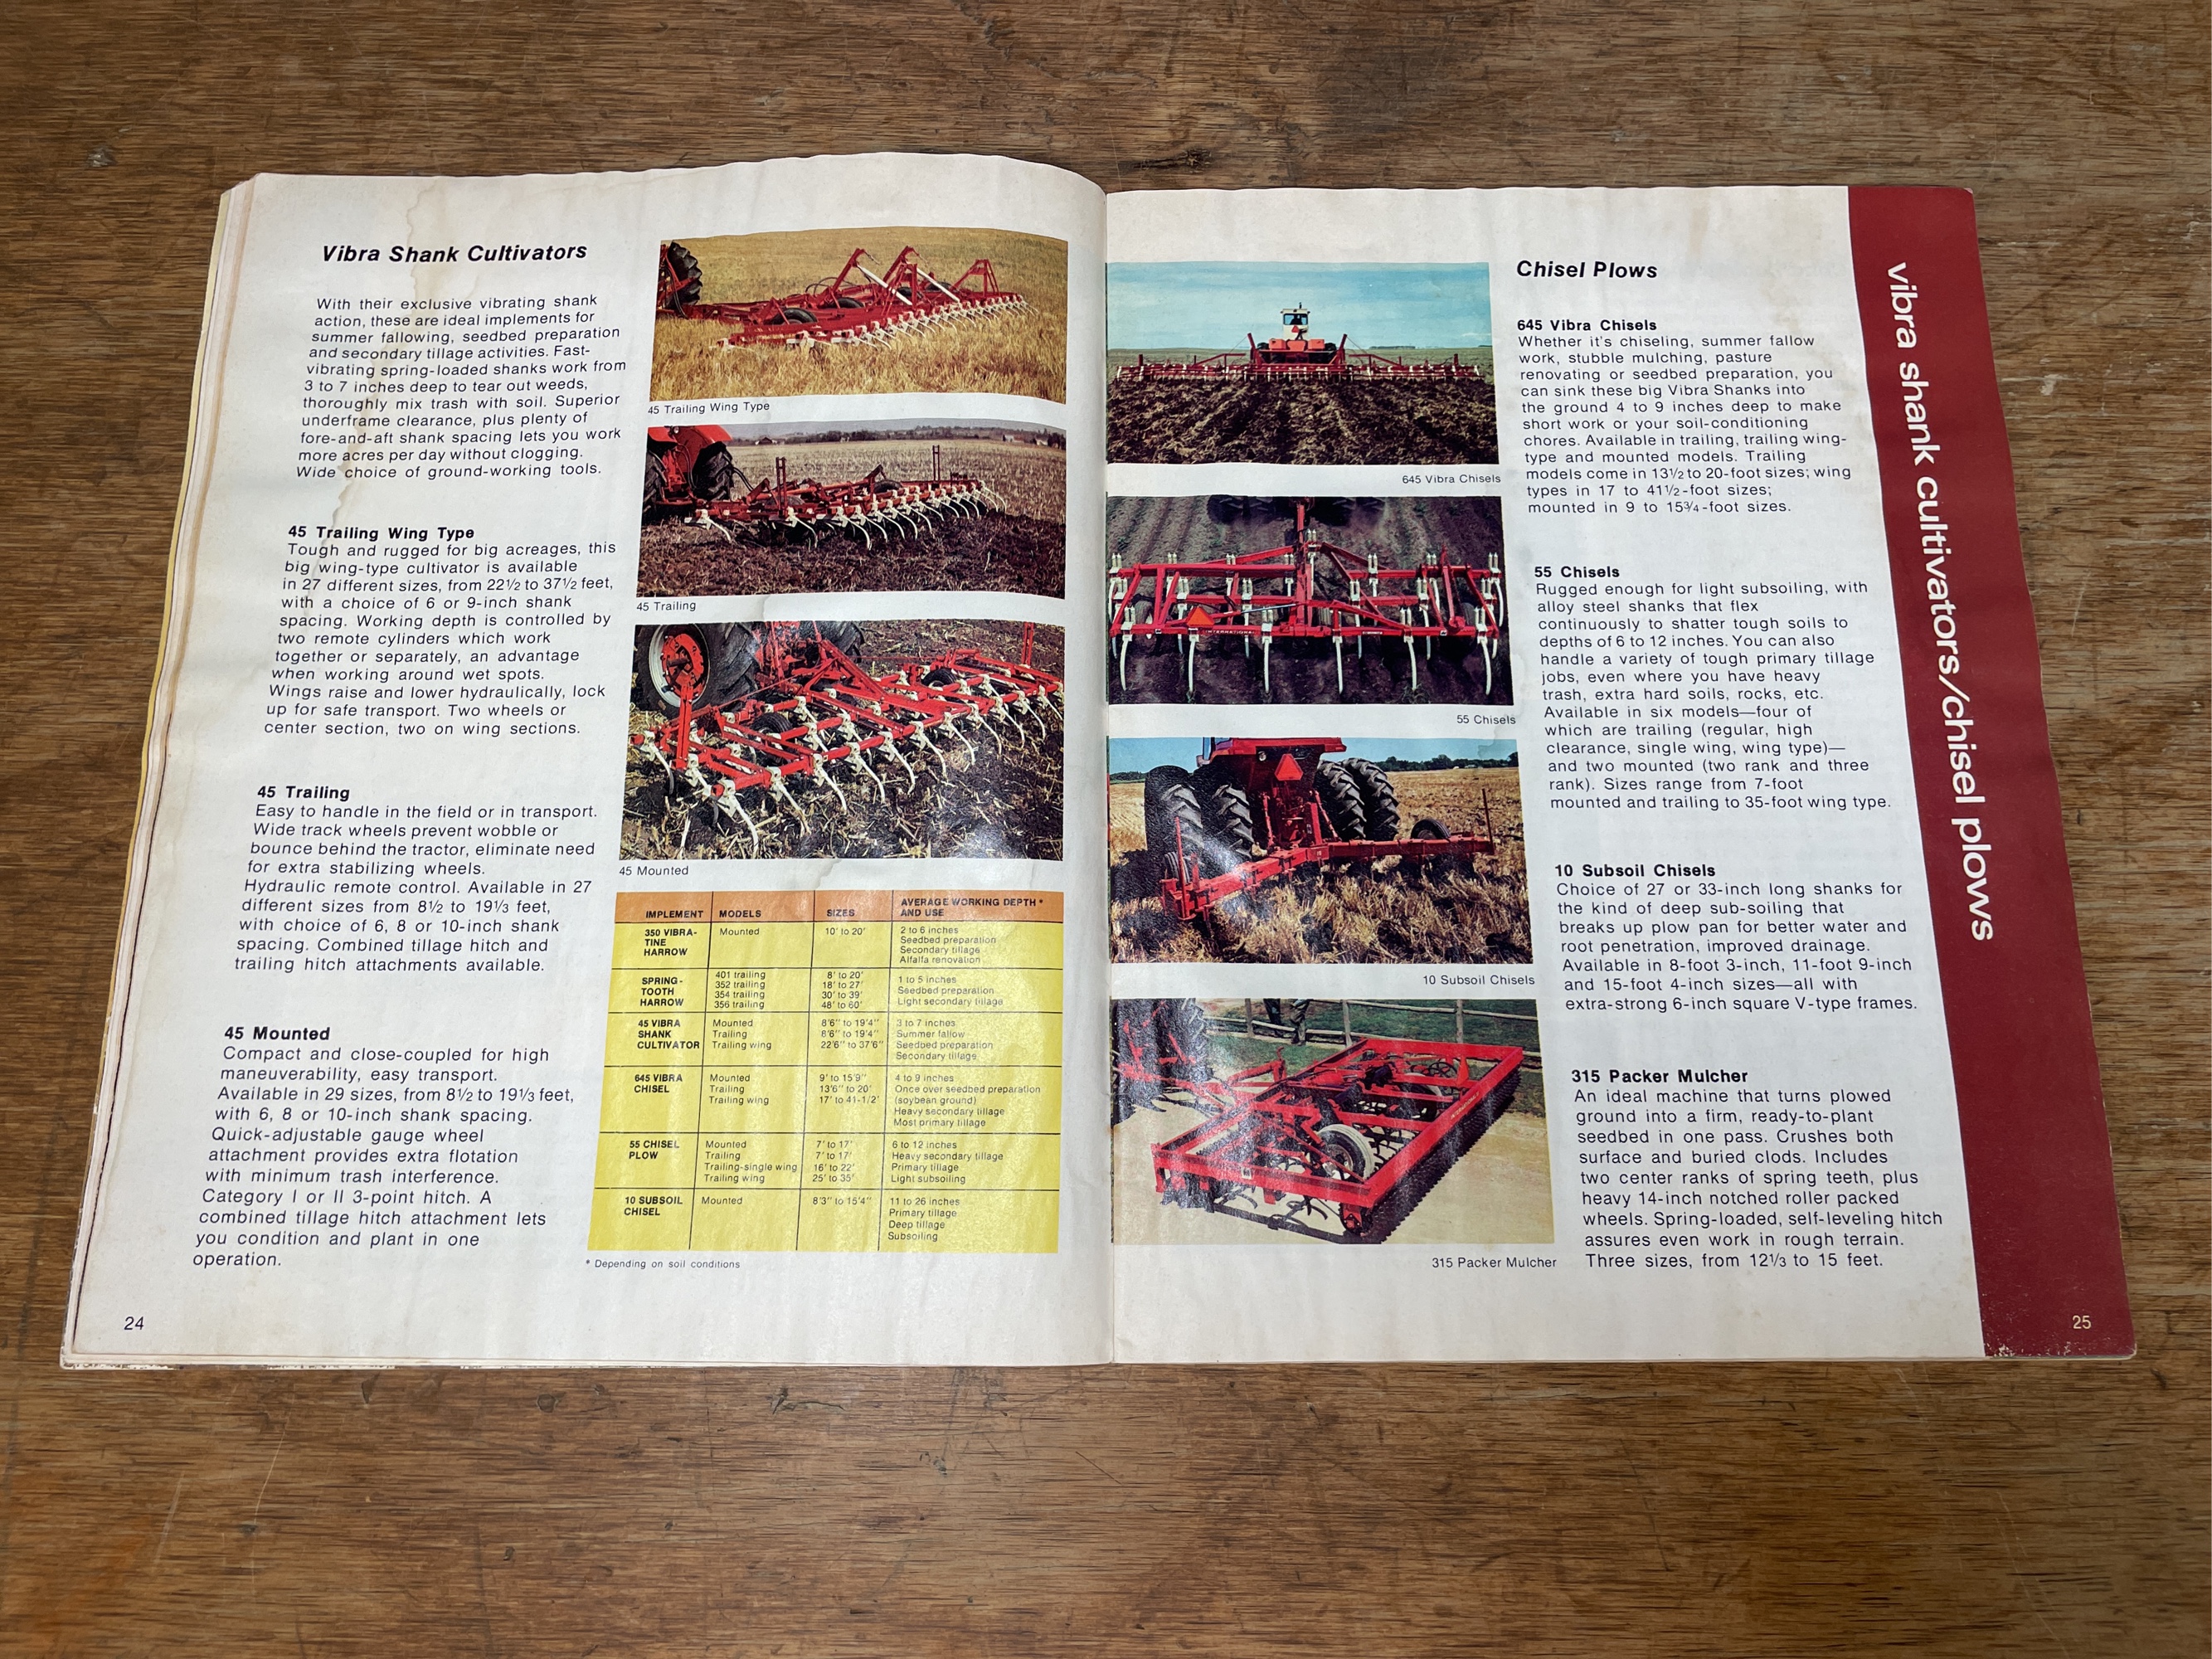 Vibra Shank Cultivators
With their exclusive vibrating shank
action, these are ideal implements for
summer fallowing, seedbed preparation
and secondary tillage activities. Fast-
vibrating spring-loaded shanks work from
3 to 7 inches deep to tear out weeds,
thoroughly mix trash with soil. Superior
underframe clearance, plus plenty of
fore-and-aft shank spacing lets you work
more acres per day without clogging.
Wide choice of ground-working tools.
45 Trailing Wing Type
Tough and rugged for big acreages, this
big wing-type cultivator is available
in 27 different sizes, from 22½ to 37½ feet,
with a choice of 6 or 9-inch shank
spacing. Working depth is controlled by
two remote cylinders which work
together or separately, an advantage
when working around wet spots.
Wings raise and lower hydraulically, lock
up for safe transport. Two wheels or
center section, two on wing sections.
45 Trailing
Easy to handle in the field or in transport.
Wide track wheels prevent wobble or
bounce behind the tractor, eliminate need
for extra stabilizing wheels.
Hydraulic remote control. Available in 27
different sizes from 8½ to 19⅓ feet,
with choice of 6, 8 or 10-inch shank
spacing. Combined tillage hitch and
trailing hitch attachments available.
45 Mounted
Compact and close-coupled for high
maneuverability, easy transport.
Available in 29 sizes, from 8½ to 19⅓ feet,
with 6, 8 or 10-inch shank spacing.
Quick-adjustable gauge wheel
attachment provides extra flotation
with minimum trash interference.
Category I or II 3-point hitch. A
combined tillage hitch attachment lets
you condition and plant in one
operation.
24
45 Trailing Wing Type
45 Trailing
45 Mounted
IMPLEMENT MODELS SIZES AVERAGE WORKING DEPTH * AND USE
350 VIBRA- Mounted 10' to 20' 2 to 6 inches
TINE Seedbed preparation
HARROW Secondary tillage
Alfalfa renovation
SPRING- 401 trailing 8' to 20' 1 to 5 inches
TOOTH 352 trailing 18' to 27' Seedbed preparation
HARROW 354 trailing 30' to 39' Light secondary tillage
356 trailing 48' to 60'
45 VIBRA Mounted 8'6" to 19'4" 3 to 7 inches
SHANK Trailing 8'6" to 19'4" Summer fallow
CULTIVATOR Trailing wing 22'6" to 37'6" Seedbed preparation
Secondary tillage
645 VIBRA Mounted 9' to 15'9" 4 to 9 inches
CHISEL Trailing 13'6" to 20' Once over seedbed preparation
Trailing wing 17' to 41-1/2' (soybean ground)
Heavy secondary tillage
Most primary tillage
55 CHISEL Mounted 7' to 17' 6 to 12 inches
PLOW Trailing 7' to 17' Heavy secondary tillage
Trailing-single wing 16' to 22' Primary tillage
Trailing wing 25' to 35' Light subsoiling
10 SUBSOIL Mounted 8'3" to 15'4" 11 to 26 inches
CHISEL Primary tillage
Deep tillage
Subsoiling
* Depending on soil conditions
645 Vibra Chisels
INTERNATIONAL
55 Chisels
10 Subsoil Chisels
315 Packer Mulcher
Chisel Plows
645 Vibra Chisels
Whether it's chiseling, summer fallow
work, stubble mulching, pasture
renovating or seedbed preparation, you
can sink these big Vibra Shanks into
the ground 4 to 9 inches deep to make
short work or your soil-conditioning
chores. Available in trailing, trailing wing-
type and mounted models. Trailing
models come in 13½ to 20-foot sizes; wing
types in 17 to 41½-foot sizes;
mounted in 9 to 15¾-foot sizes.
55 Chisels
Rugged enough for light subsoiling, with
alloy steel shanks that flex
continuously to shatter tough soils to
depths of 6 to 12 inches. You can also
handle a variety of tough primary tillage
jobs, even where you have heavy
trash, extra hard soils, rocks, etc.
Available in six models—four of
which are trailing (regular, high
clearance, single wing, wing type)—
and two mounted (two rank and three
rank). Sizes range from 7-foot
mounted and trailing to 35-foot wing type.
10 Subsoil Chisels
Choice of 27 or 33-inch long shanks for
the kind of deep sub-soiling that
breaks up plow pan for better water and
root penetration, improved drainage.
Available in 8-foot 3-inch, 11-foot 9-inch
and 15-foot 4-inch sizes—all with
extra-strong 6-inch square V-type frames.
315 Packer Mulcher
An ideal machine that turns plowed
ground into a firm, ready-to-plant
seedbed in one pass. Crushes both
surface and buried clods. Includes
two center ranks of spring teeth, plus
heavy 14-inch notched roller packed
wheels. Spring-loaded, self-leveling hitch
assures even work in rough terrain.
Three sizes, from 12⅓ to 15 feet.
vibra shank cultivators/chisel plows
25